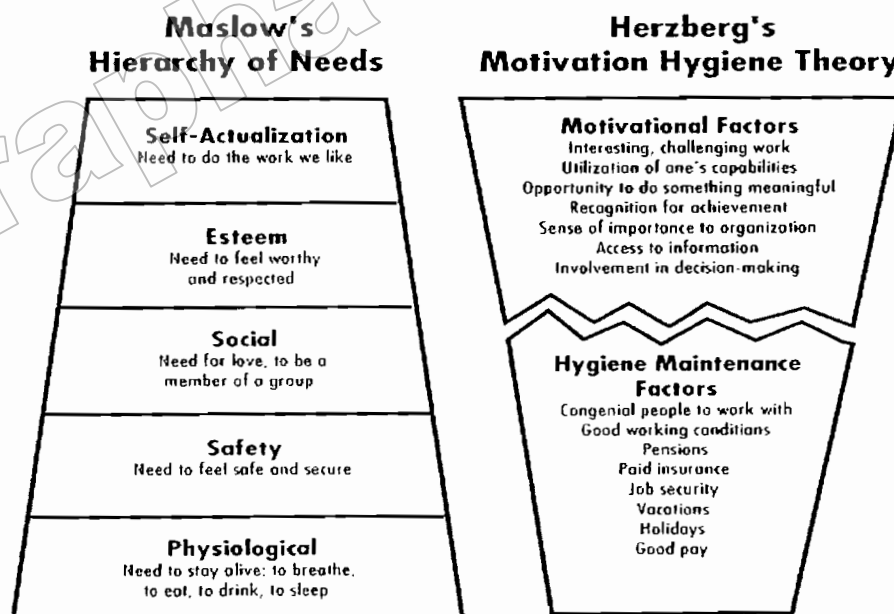 Maslow's
Hierarchy of Needs
Self-Actualization
Need to do the work we like
Esteem
Need to feel worthy
and respected
Social
Need for love, to be a
member of a group
Safety
Need to feel safe and secure
Physiological
Need to stay alive: to breathe,
to eat, to drink, to sleep
Herzberg's
Motivation Hygiene Theory
Motivational Factors
Interesting, challenging work
Utilization of one's capabilities
Opportunity to do something meaningful
Recognition for achievement
Sense of importance to organization
Access to information
Involvement in decision-making
Hygiene Maintenance
Factors
Congenial people to work with
Good working conditions
Pensions
Paid insurance
Job security
Vacations
Holidays
Good pay